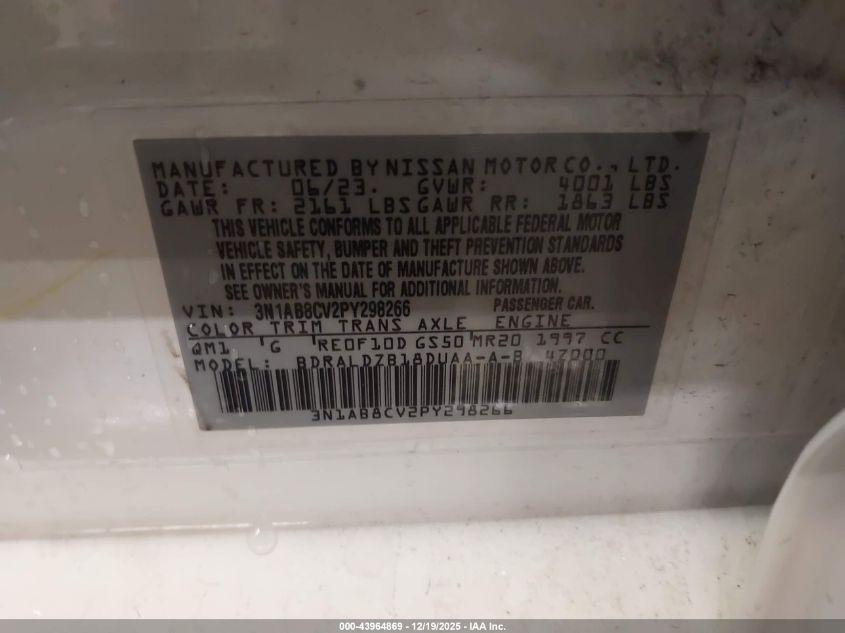 MANUFACTURED BY NISSAN MOTOR CO., LTD.
DATE: 06/23. GVWR: 4001 LBS
GAWR FR: 2161 LBS GAWR RR: 1863 LBS
THIS VEHICLE CONFORMS TO ALL APPLICABLE FEDERAL MOTOR
VEHICLE SAFETY, BUMPER AND THEFT PREVENTION STANDARDS
IN EFFECT ON THE DATE OF MANUFACTURE SHOWN ABOVE.
SEE OWNER'S MANUAL FOR ADDITIONAL INFORMATION.
VIN: 3N1AB8CV2PY298266 PASSENGER CAR.
COLOR TRIM TRANS AXLE ENGINE
QM1 G RE0F10D GS50 MR20 1997 CC
MODEL: BDRALDZB18DUAA-A-B 47000
3N1AB8CV2PY298266
000-43964869 - 12/19/2025 - IAA Inc.